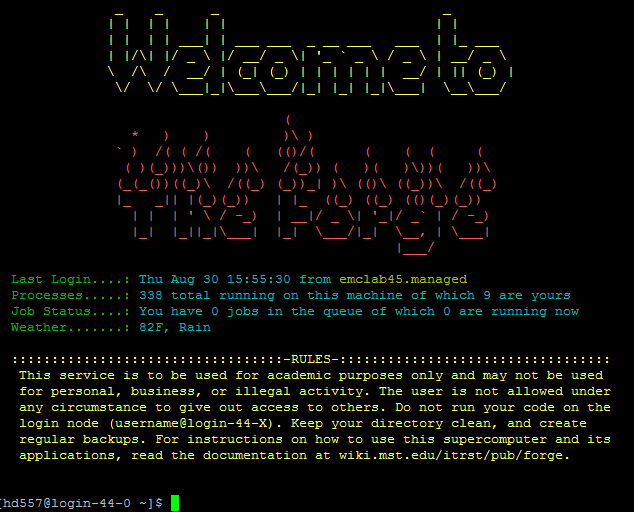 Welcome to
The Forge
Last Login....: Thu Aug 30 15:55:30 from emclab45.managed
Processes.....: 338 total running on this machine of which 9 are yours
Job Status....: You have 0 jobs in the queue of which 0 are running now
Weather.......: 82F, Rain
::::::::::::::::::::::::::::::::::-RULES-::::::::::::::::::::::::::::::::::
This service is to be used for academic purposes only and may not be used
for personal, business, or illegal activity. The user is not allowed under
any circumstance to give out access to others. Do not run your code on the
login node (username@login-44-X). Keep your directory clean, and create
regular backups. For instructions on how to use this supercomputer and its
applications, read the documentation at wiki.mst.edu/itrst/pub/forge.
[hd557@login-44-0 ~]$